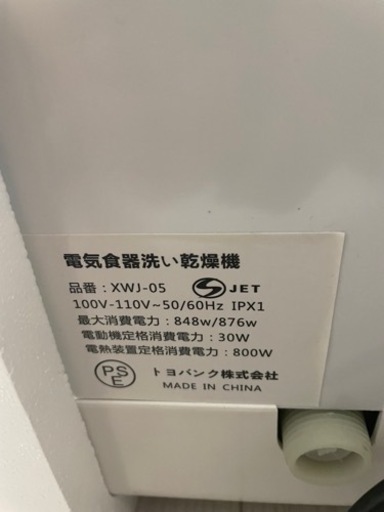 電気食器洗い乾燥機
品番：XWJ-05 S JET
100V-110V~50/60Hz IPX1
最大消費電力：848w/876w
電動機定格消費電力：30W
電熱装置定格消費電力：800W
PSE トヨバンク株式会社
MADE IN CHINA